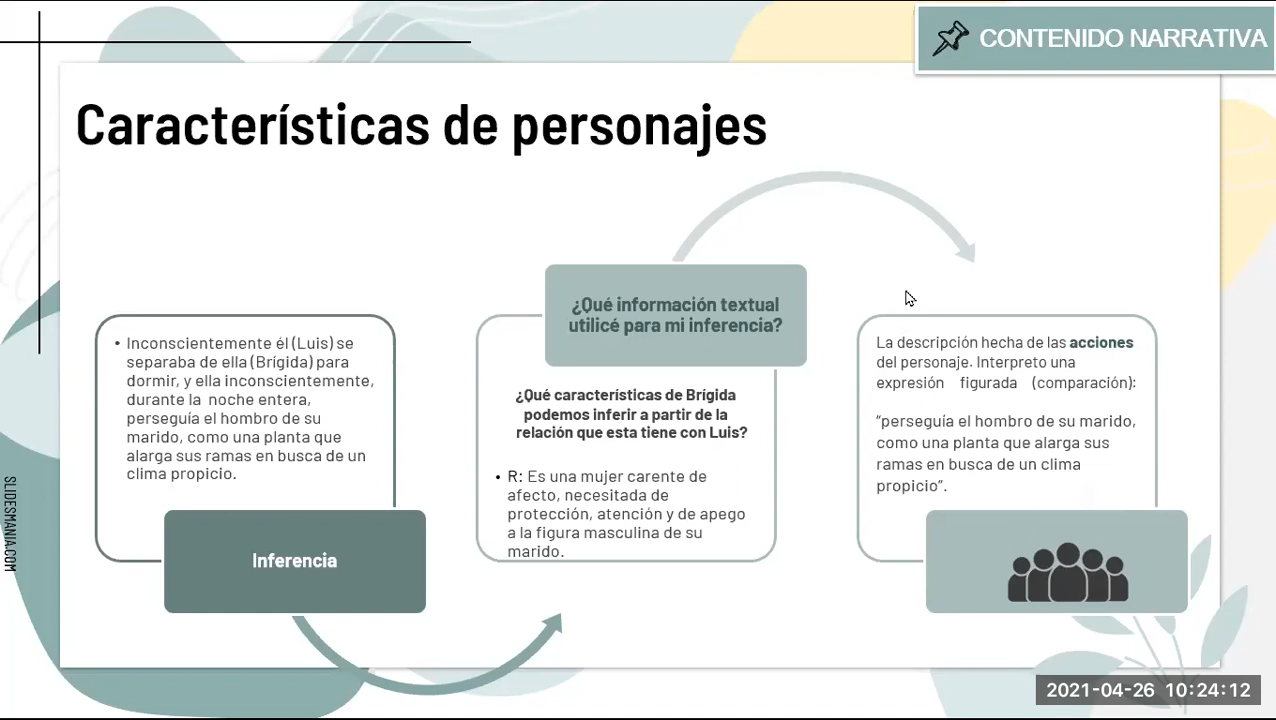 CONTENIDO NARRATIVA
Características de personajes
• Inconscientemente él (Luis) se
separaba de ella (Brígida) para
dormir, y ella inconscientemente,
durante la noche entera,
perseguía el hombro de su
marido, como una planta que
alarga sus ramas en busca de un
clima propicio.
Inferencia
¿Qué información textual
utilicé para mi inferencia?
¿Qué características de Brígida
podemos inferir a partir de la
relación que esta tiene con Luis?
• R: Es una mujer carente de
afecto, necesitada de
protección, atención y de apego
a la figura masculina de su
marido.
La descripción hecha de las acciones
del personaje. Interpreto una
expresión figurada (comparación):
“perseguía el hombro de su marido,
como una planta que alarga sus
ramas en busca de un clima
propicio”.
SLIDESMANIA.COM
2021-04-26 10:24:12